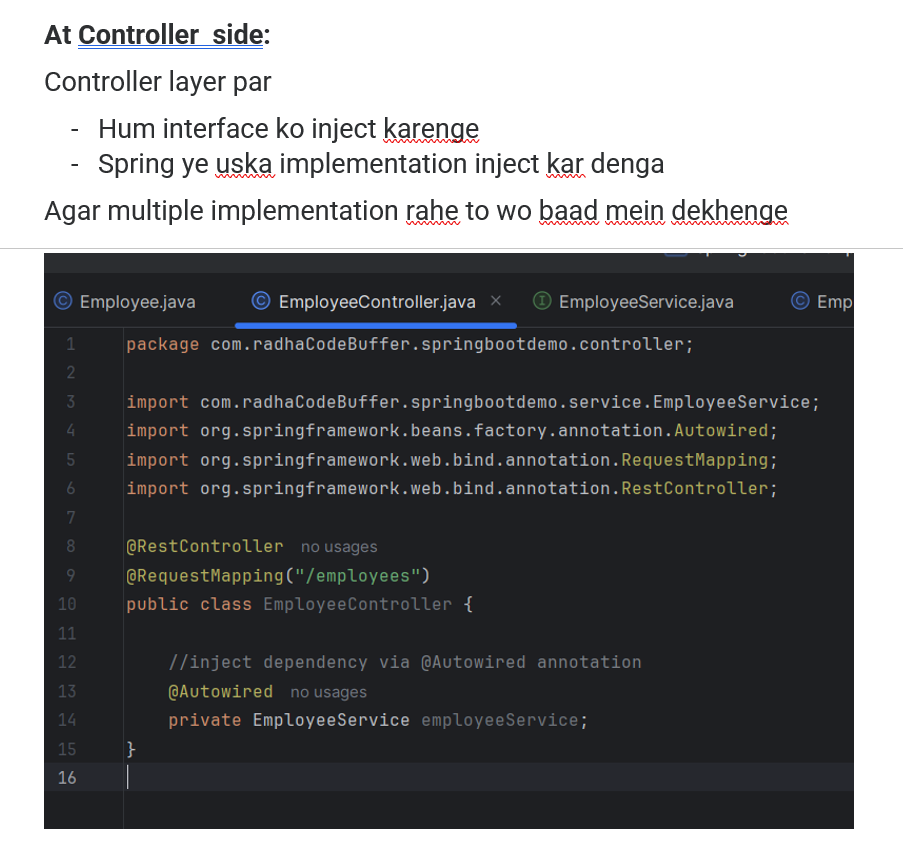 At Controller side:
Controller layer par
- Hum interface ko inject karenge
- Spring ye uska implementation inject kar denga
Agar multiple implementation rahe to wo baad mein dekhenge
Employee.java EmployeeController.java × EmployeeService.java Emp
1 package com.radhaCodeBuffer.springbootdemo.controller;
2
3 import com.radhaCodeBuffer.springbootdemo.service.EmployeeService;
4 import org.springframework.beans.factory.annotation.Autowired;
5 import org.springframework.web.bind.annotation.RequestMapping;
6 import org.springframework.web.bind.annotation.RestController;
7
8 @RestController no usages
9 @RequestMapping("/employees")
10 public class EmployeeController {
11
12 //inject dependency via @Autowired annotation
13 @Autowired no usages
14 private EmployeeService employeeService;
15 }
16